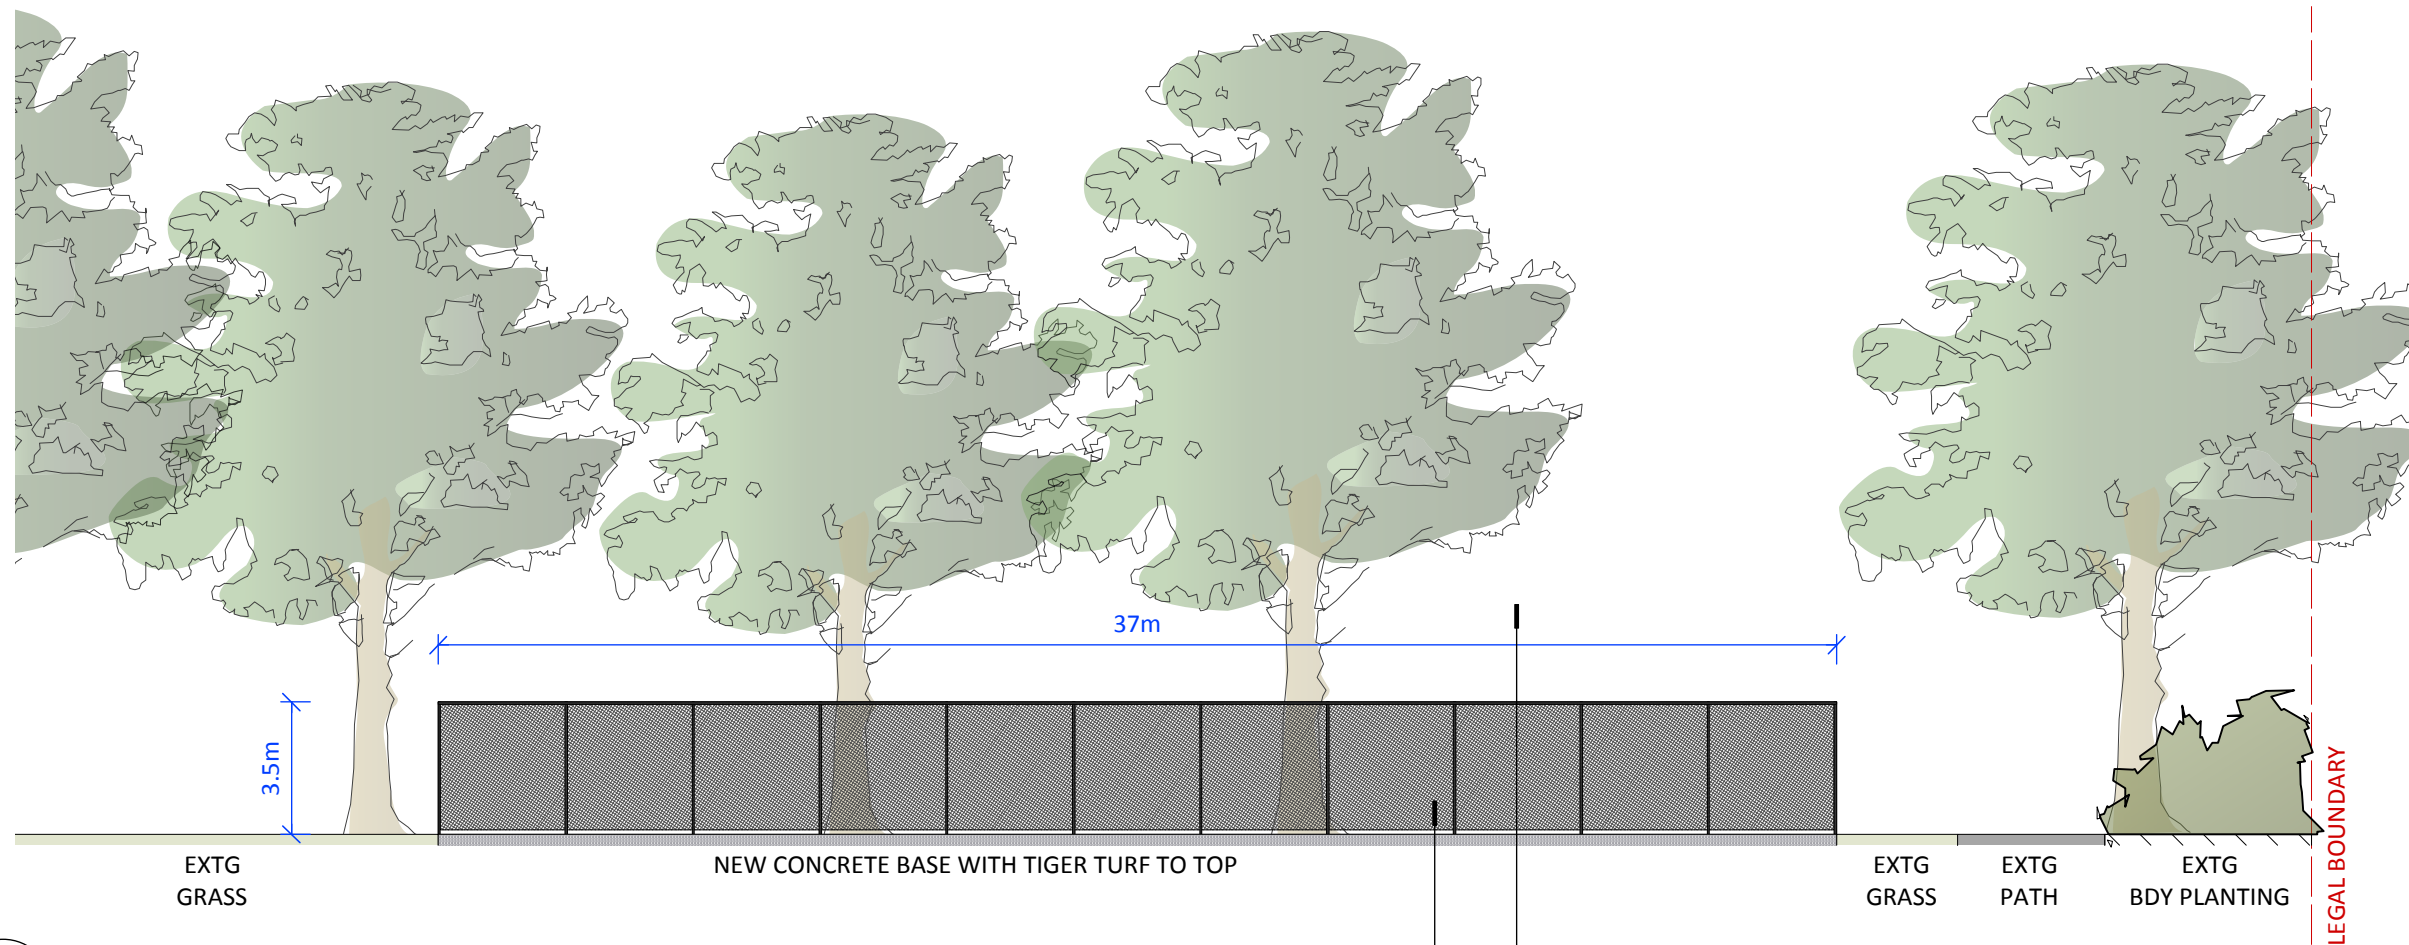 37m
3.5m
EXTG
GRASS
NEW CONCRETE BASE WITH TIGER TURF TO TOP
EXTG
GRASS
EXTG
PATH
EXTG
BDY PLANTING
LEGAL BOUNDARY